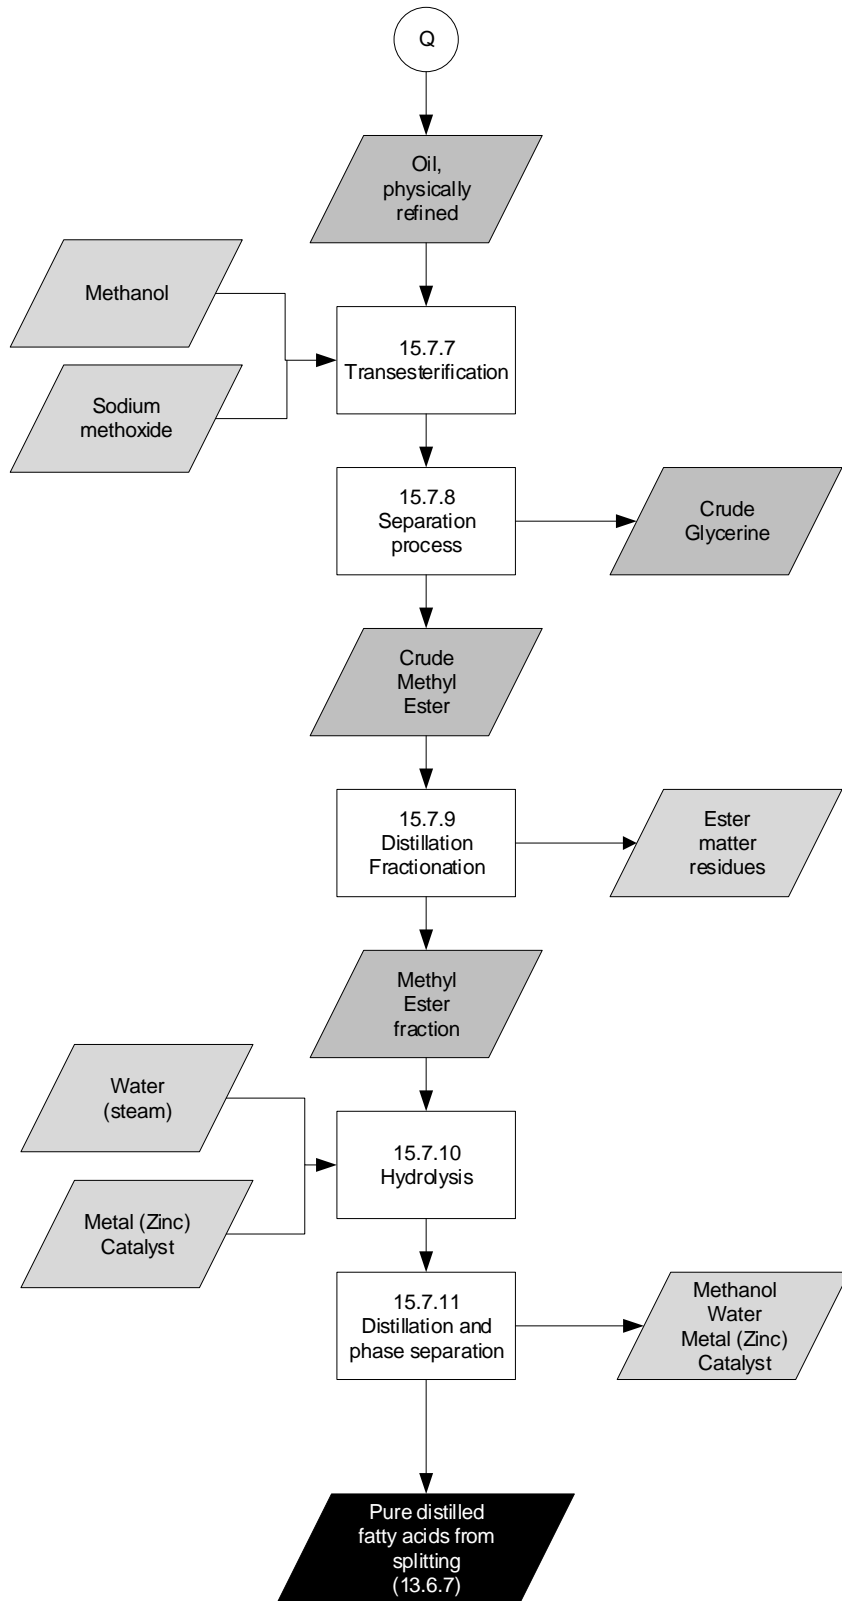 Q
Oil,
physically
refined
Methanol
15.7.7
Transesterification
Sodium
methoxide
15.7.8
Separation
process
Crude
Glycerine
Crude
Methyl
Ester
15.7.9
Distillation
Fractionation
Ester
matter
residues
Methyl
Ester
fraction
Water
(steam)
15.7.10
Hydrolysis
Metal (Zinc)
Catalyst
15.7.11
Distillation and
phase separation
Methanol
Water
Metal (Zinc)
Catalyst
Pure distilled
fatty acids from
splitting
(13.6.7)